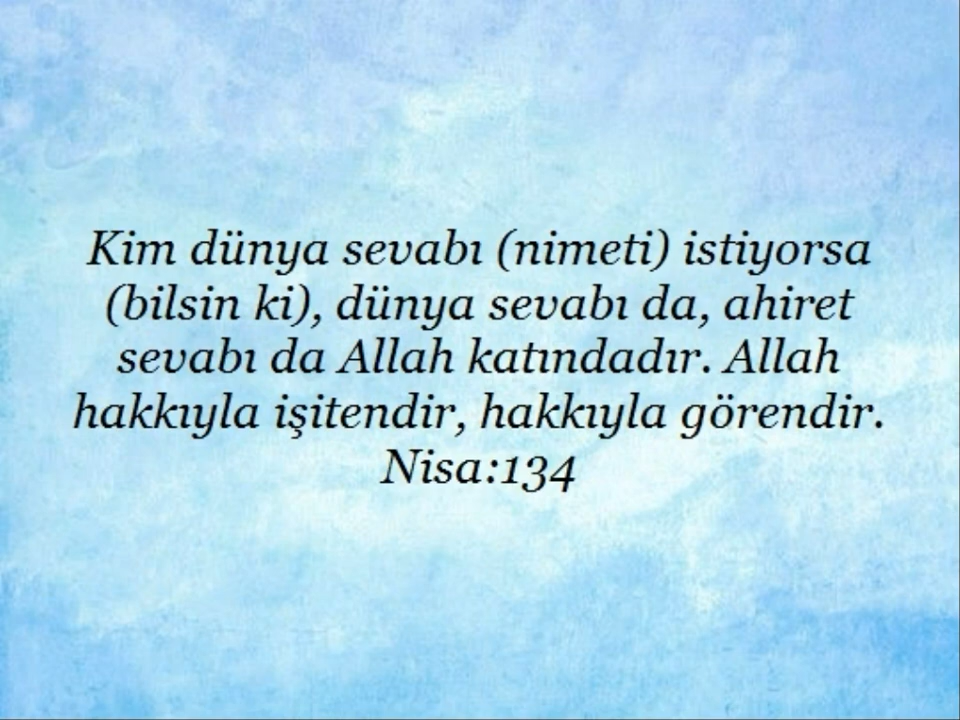 Kim dünya sevabı (nimeti) istiyorsa
(bilsin ki), dünya sevabı da, ahiret
sevabı da Allah katındadır. Allah
hakkıyla işitendir, hakkıyla görendir.
Nisa:134